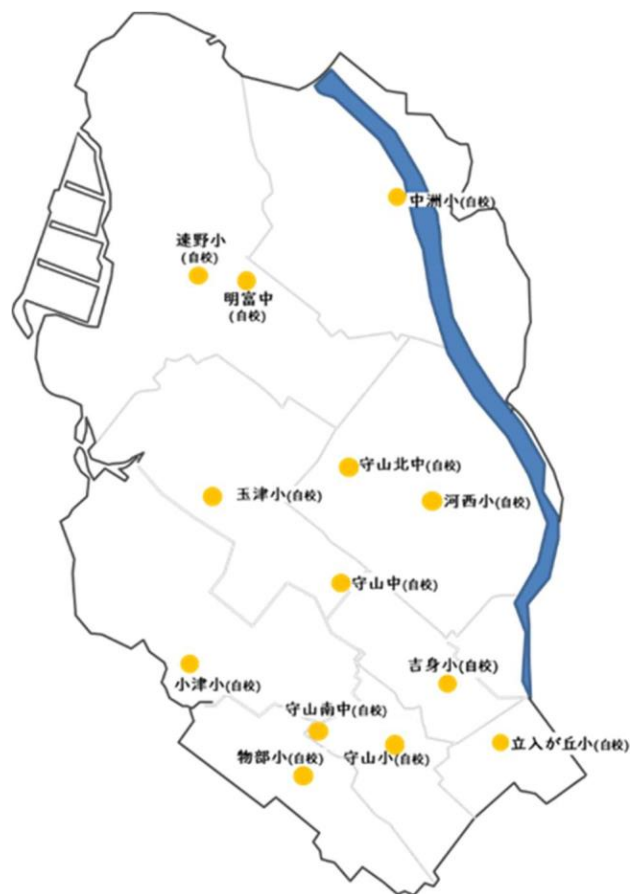 中洲小(自校)
速野小
(自校)
明富中
(自校)
守山北中(自校)
玉津小(自校)
河西小(自校)
守山中(自校)
吉身小(自校)
小津小(自校)
守山南中(自校)
物部小(自校)
守山小(自校)
立入が丘小(自校)